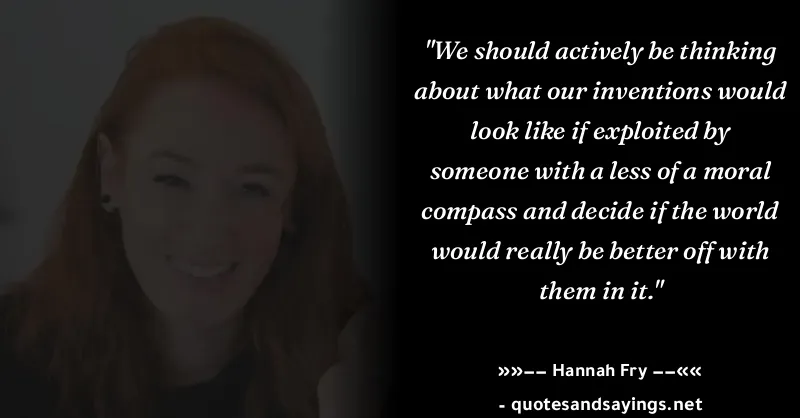 "We should actively be thinking
about what our inventions would
look like if exploited by
someone with a less of a moral
compass and decide if the world
would really be better off with
them in it."
»»–– Hannah Fry ––««
- quotesandsayings.net